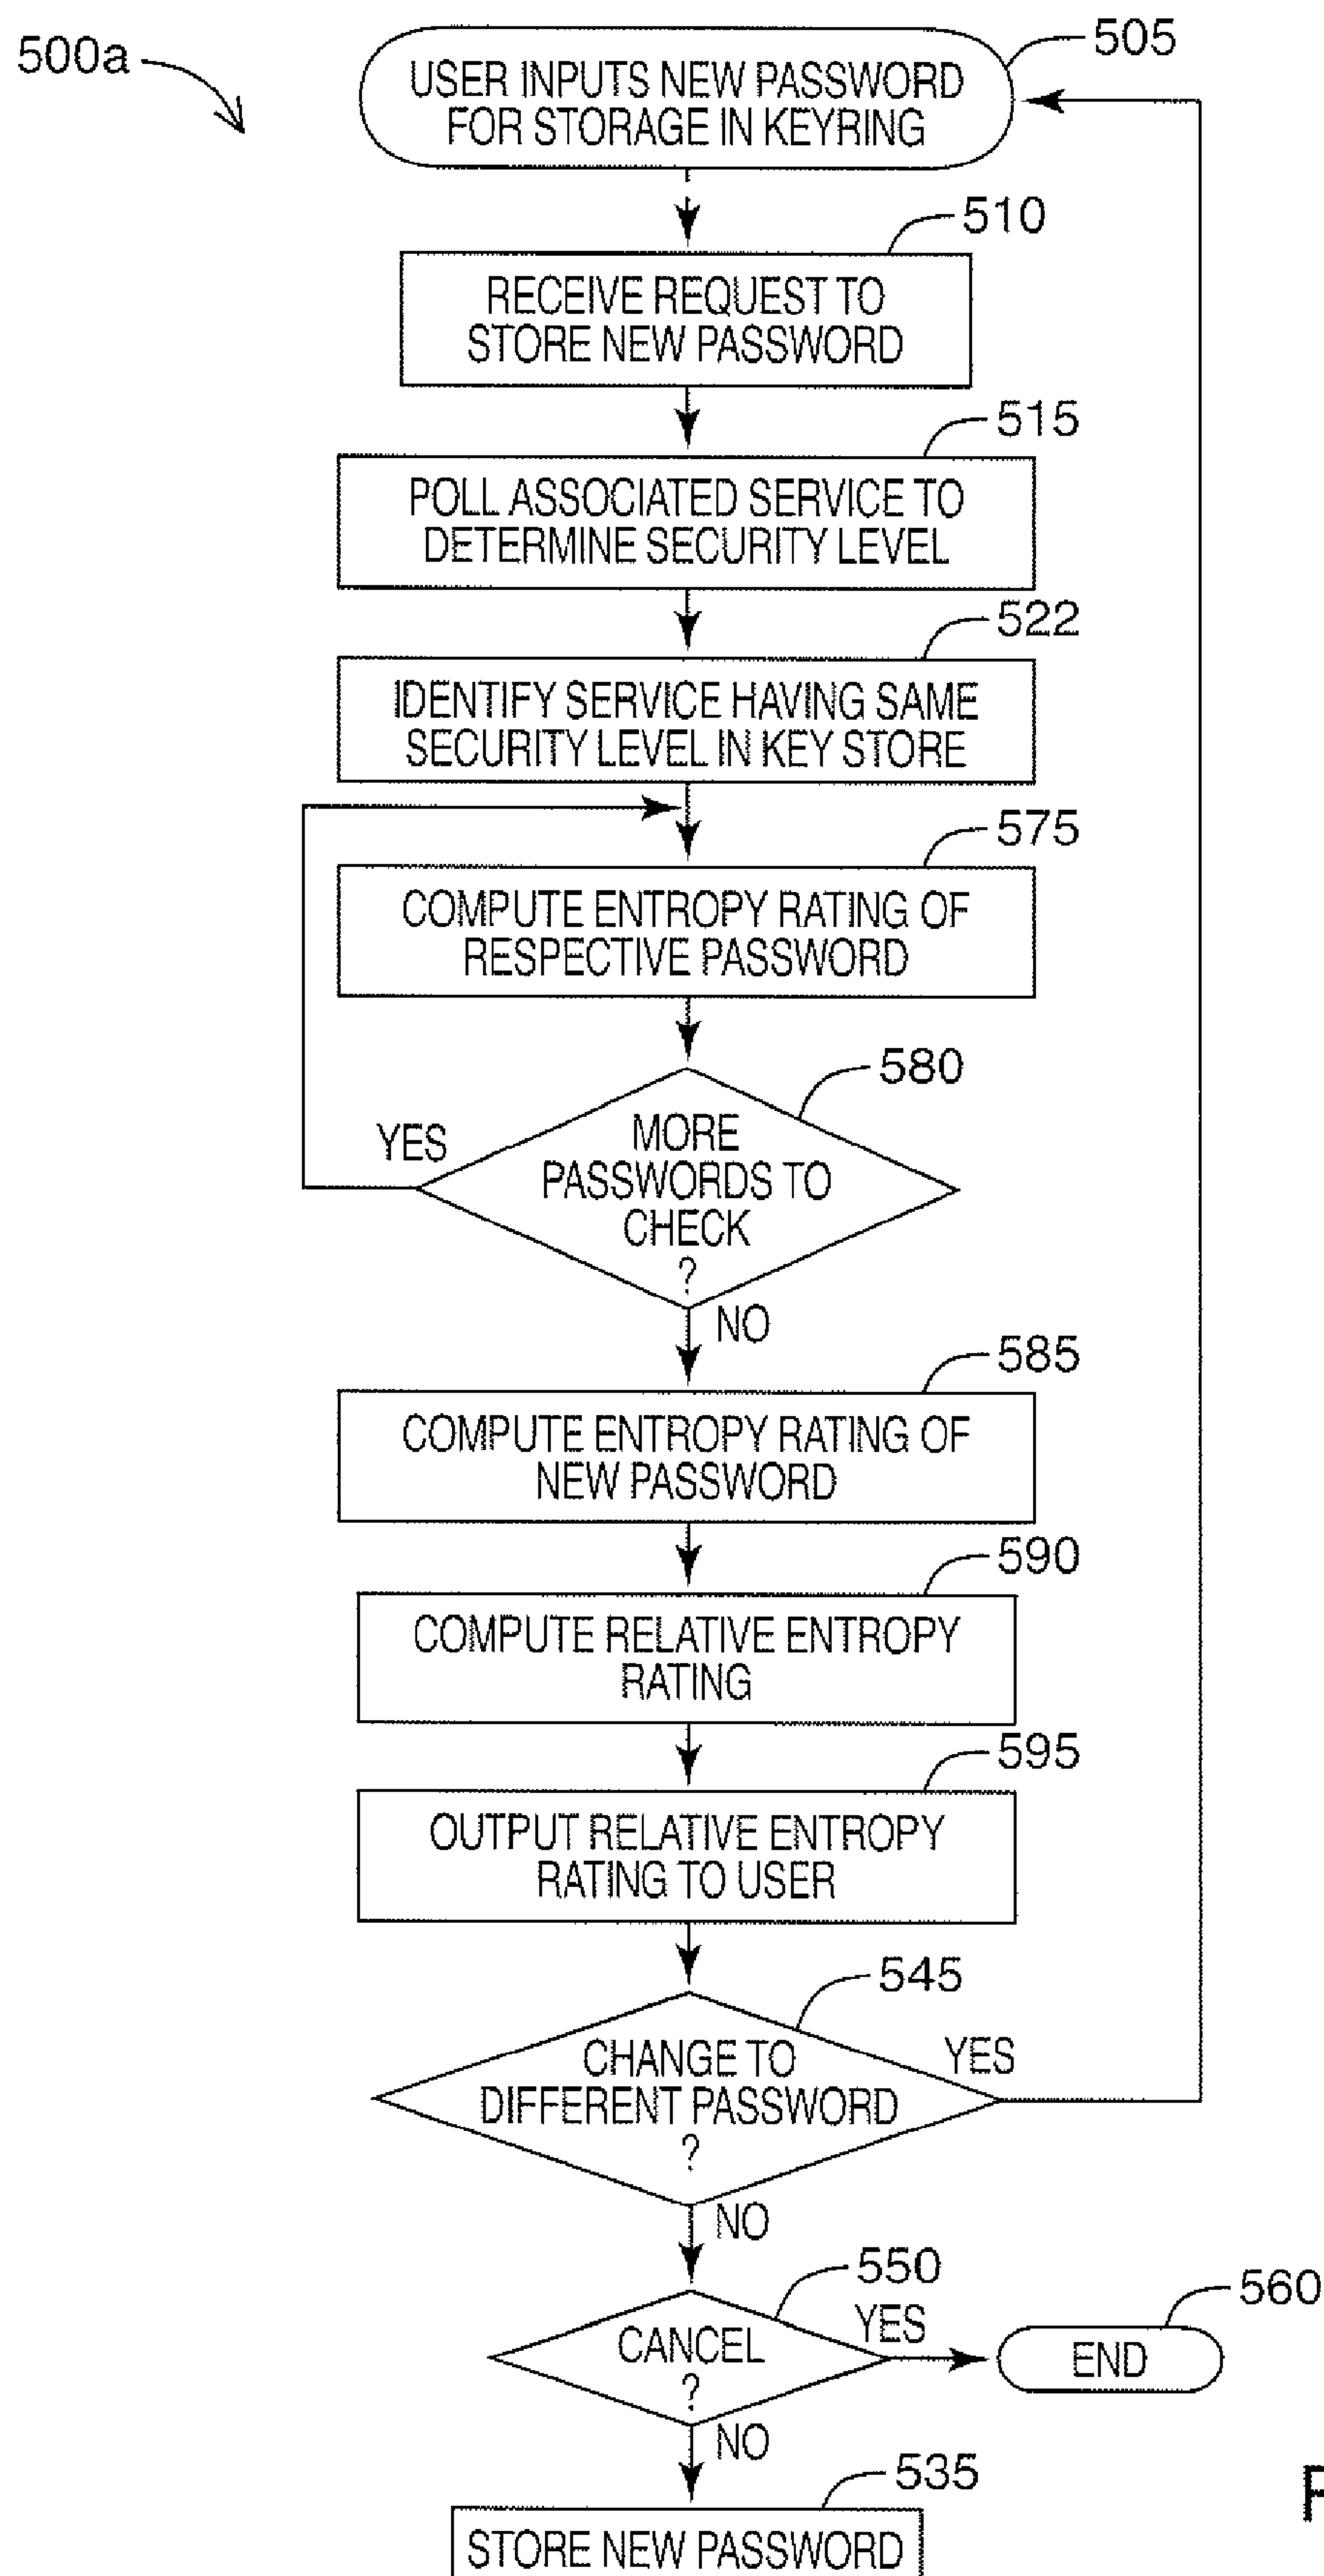 500a
505
USER INPUTS NEW PASSWORD
FOR STORAGE IN KEYRING
510
RECEIVE REQUEST TO
STORE NEW PASSWORD
515
POLL ASSOCIATED SERVICE TO
DETERMINE SECURITY LEVEL
522
IDENTIFY SERVICE HAVING SAME
SECURITY LEVEL IN KEY STORE
575
COMPUTE ENTROPY RATING OF
RESPECTIVE PASSWORD
580
YES
MORE
PASSWORDS TO
CHECK
?
NO
585
COMPUTE ENTROPY RATING OF
NEW PASSWORD
590
COMPUTE RELATIVE ENTROPY
RATING
595
OUTPUT RELATIVE ENTROPY
RATING TO USER
545
CHANGE TO
DIFFERENT PASSWORD
?
YES
NO
550
CANCEL
?
YES
560
END
NO
535
STORE NEW PASSWORD